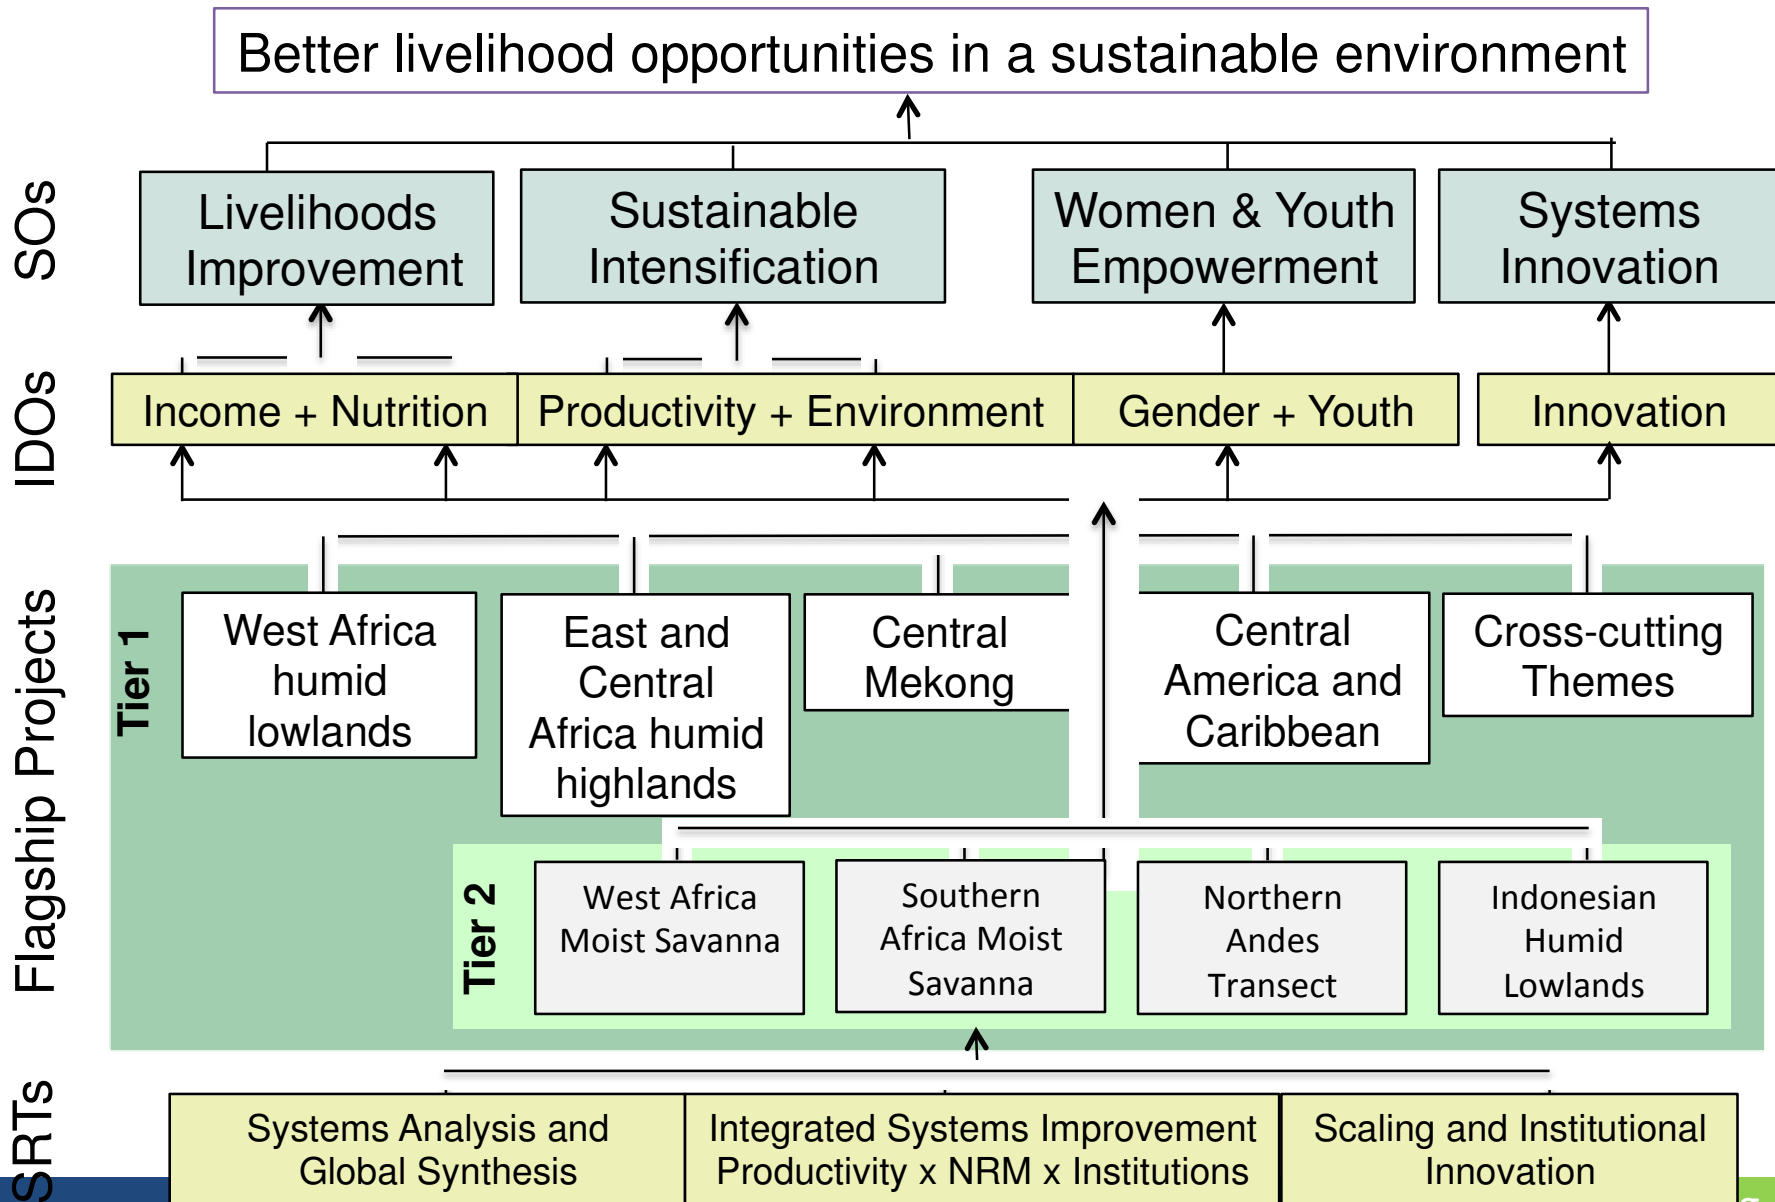 Better livelihood opportunities in a sustainable environment
SOs
Livelihoods
Improvement
Sustainable
Intensification
Women & Youth
Empowerment
Systems
Innovation
IDOs
Income + Nutrition
Productivity + Environment
Gender + Youth
Innovation
Flagship Projects
Tier 1
West Africa
humid
lowlands
East and
Central
Africa humid
highlands
Central
Mekong
Central
America and
Caribbean
Cross-cutting
Themes
Tier 2
West Africa
Moist Savanna
Southern
Africa Moist
Savanna
Northern
Andes
Transect
Indonesian
Humid
Lowlands
SRTs
Systems Analysis and
Global Synthesis
Integrated Systems Improvement
Productivity x NRM x Institutions
Scaling and Institutional
Innovation